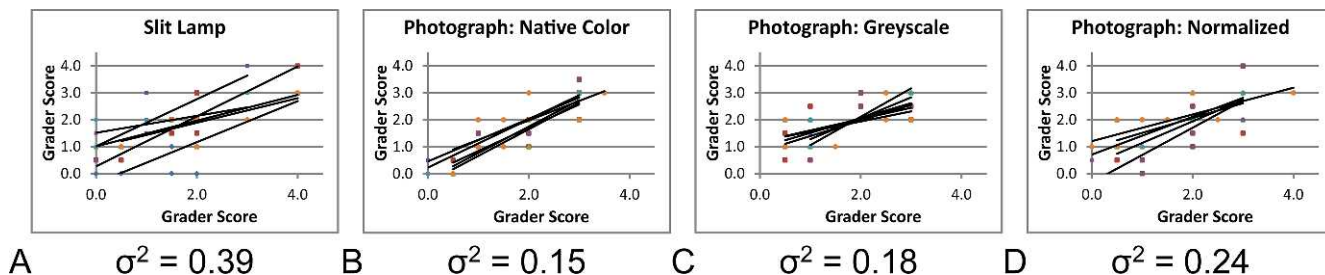 Slit Lamp
Grader Score
4.0
3.0
2.0
1.0
0.0
0.0 2.0 4.0
Grader Score
A σ² = 0.39
Photograph: Native Color
Grader Score
4.0
3.0
2.0
1.0
0.0
0.0 2.0 4.0
Grader Score
B σ² = 0.15
Photograph: Greyscale
Grader Score
4.0
3.0
2.0
1.0
0.0
0.0 2.0 4.0
Grader Score
C σ² = 0.18
Photograph: Normalized
Grader Score
4.0
3.0
2.0
1.0
0.0
0.0 2.0 4.0
Grader Score
D σ² = 0.24